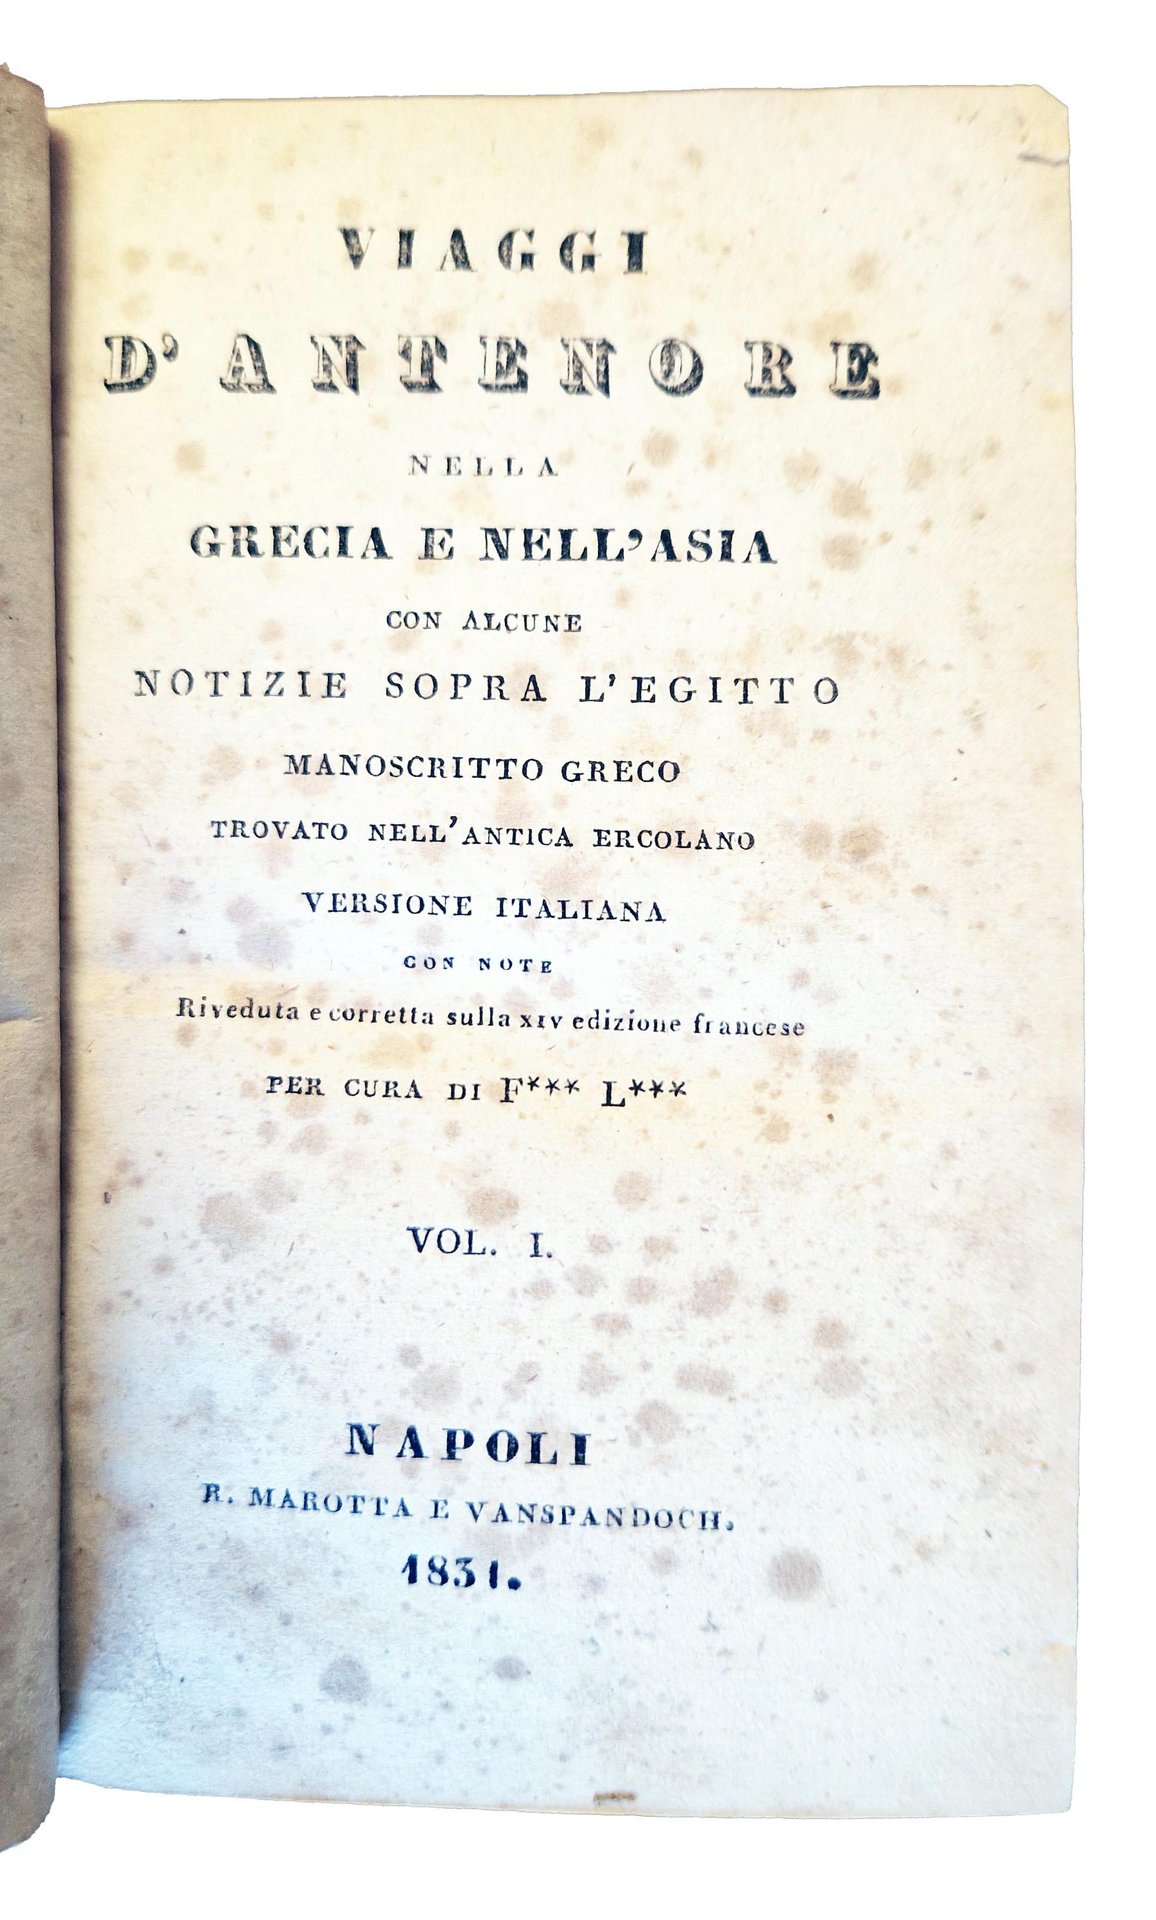 VIAGGI
D'ANTENORE
NELLA
GRECIA E NELL'ASIA
CON ALCUNE
NOTIZIE SOPRA L'EGITTO
MANOSCRITTO GRECO
TROVATO NELL'ANTICA ERCOLANO
VERSIONE ITALIANA
CON NOTE
Riveduta e corretta sulla XIV edizione francese
PER CURA DI F*** L***
VOL. I.
NAPOLI
R. MAROTTA E VANSPANDOCH.
1831.